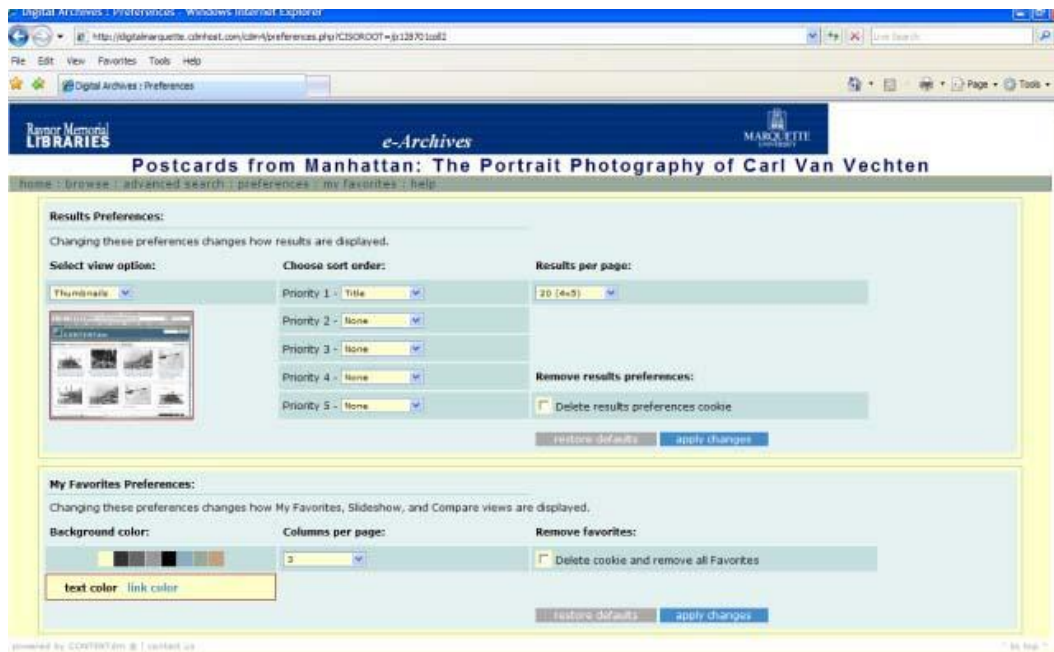 Digital Archives : Preferences - Windows Internet Explorer
File Edit View Favorites Tools Help
Digital Archives : Preferences
Page Tools
Raynor Memorial
LIBRARIES
e-Archives
MARQUETTE
UNIVERSITY
Postcards from Manhattan: The Portrait Photography of Carl Van Vechten
home : browse : advanced search : preferences : my favorites : help
Results Preferences:
Changing these preferences changes how results are displayed.
Select view option: Choose sort order: Results per page:
Thumbnails Priority 1 - Title 20 (4x5)
Priority 2 - None
Priority 3 - None
Priority 4 - None Remove results preferences:
Priority 5 - None Delete results preferences cookie
restore defaults apply changes
My Favorites Preferences:
Changing these preferences changes how My Favorites, Slideshow, and Compare views are displayed.
Background color: Columns per page: Remove favorites:
3 Delete cookie and remove all Favorites
text color link color
restore defaults apply changes
powered by CONTENTdm ® | contact us ^ to top ^